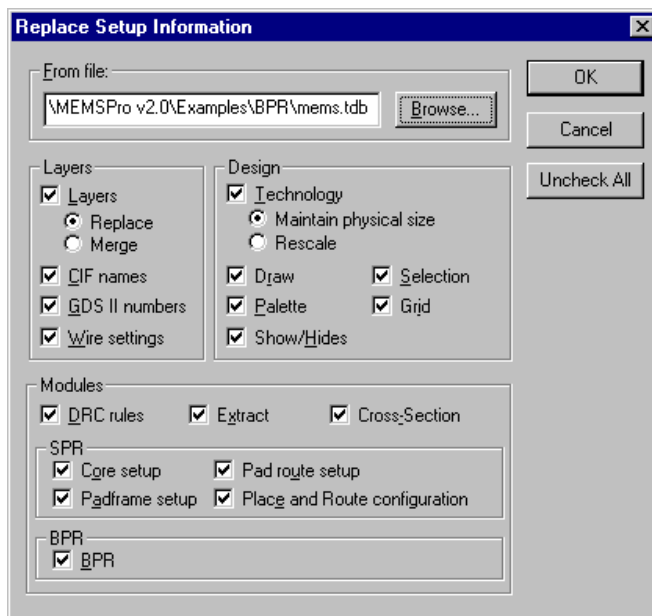 Replace Setup Information
From file:
\MEMSPro v2.0\Examples\BPR\mems.tdb
Browse...
OK
Cancel
Uncheck All
Layers
Layers
Replace
Merge
CIF names
GDS II numbers
Wire settings
Design
Technology
Maintain physical size
Rescale
Draw
Selection
Palette
Grid
Show/Hides
Modules
DRC rules
Extract
Cross-Section
SPR
Core setup
Pad route setup
Padframe setup
Place and Route configuration
BPR
BPR